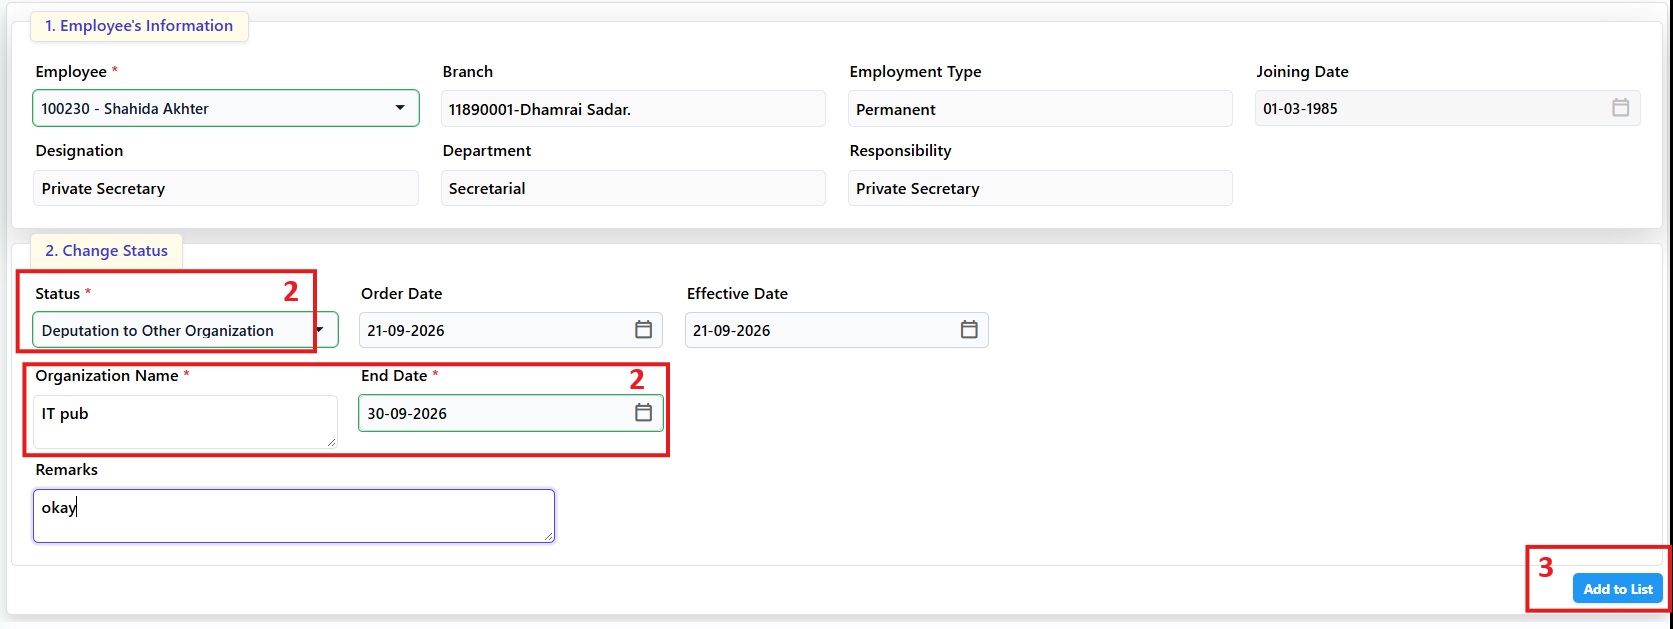 1. Employee's Information
Employee * Branch Employment Type Joining Date
100230 - Shahida Akhter 11890001-Dhamrai Sadar. Permanent 01-03-1985
Designation Department Responsibility
Private Secretary Secretarial Private Secretary
2. Change Status
Status * 2 Order Date Effective Date
Deputation to Other Organization 21-09-2026 21-09-2026
Organization Name * End Date * 2
IT pub 30-09-2026
Remarks
okay
3
Add to List